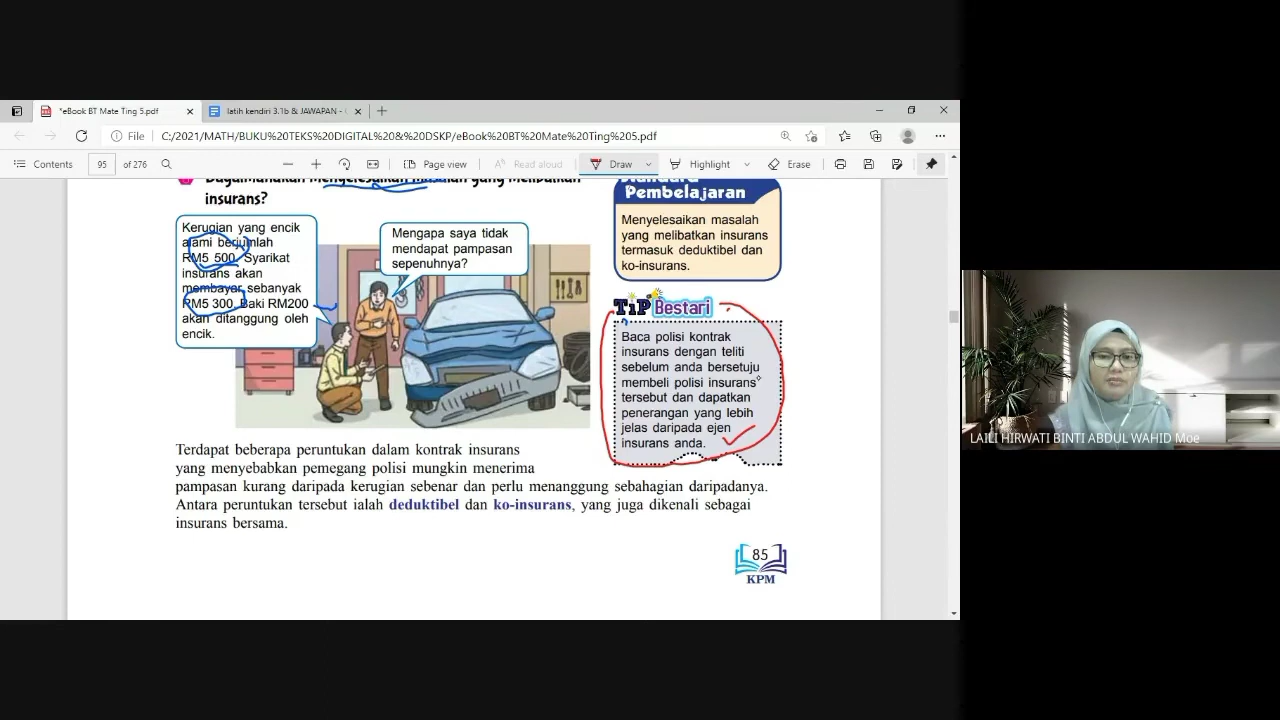 *eBook BT Mate Ting 5.pdf
latih kendiri 3.1b & JAWAPAN -
File
C:/2021/MATH/BUKU%20TEKS%20DIGITAL%20&%20DSKP/eBook%20BT%20Mate%20Ting%205.pdf
Contents
95 of 276
Page view
Read aloud
Draw
Highlight
Erase
Bagaimanakah menyelesaikan masalah yang melibatkan
insurans?
Kerugian yang encik
alami berjumlah
RM5 500. Syarikat
insurans akan
membayar sebanyak
RM5 300. Baki RM200
akan ditanggung oleh
encik.
Mengapa saya tidak
mendapat pampasan
sepenuhnya?
Standard
Pembelajaran
Menyelesaikan masalah
yang melibatkan insurans
termasuk deduktibel dan
ko-insurans.
TiP Bestari
Baca polisi kontrak
insurans dengan teliti
sebelum anda bersetuju
membeli polisi insurans
tersebut dan dapatkan
penerangan yang lebih
jelas daripada ejen
insurans anda.
Terdapat beberapa peruntukan dalam kontrak insurans
yang menyebabkan pemegang polisi mungkin menerima
pampasan kurang daripada kerugian sebenar dan perlu menanggung sebahagian daripadanya.
Antara peruntukan tersebut ialah deduktibel dan ko-insurans, yang juga dikenali sebagai
insurans bersama.
85
KPM
LAILI HIRWATI BINTI ABDUL WAHID Moe